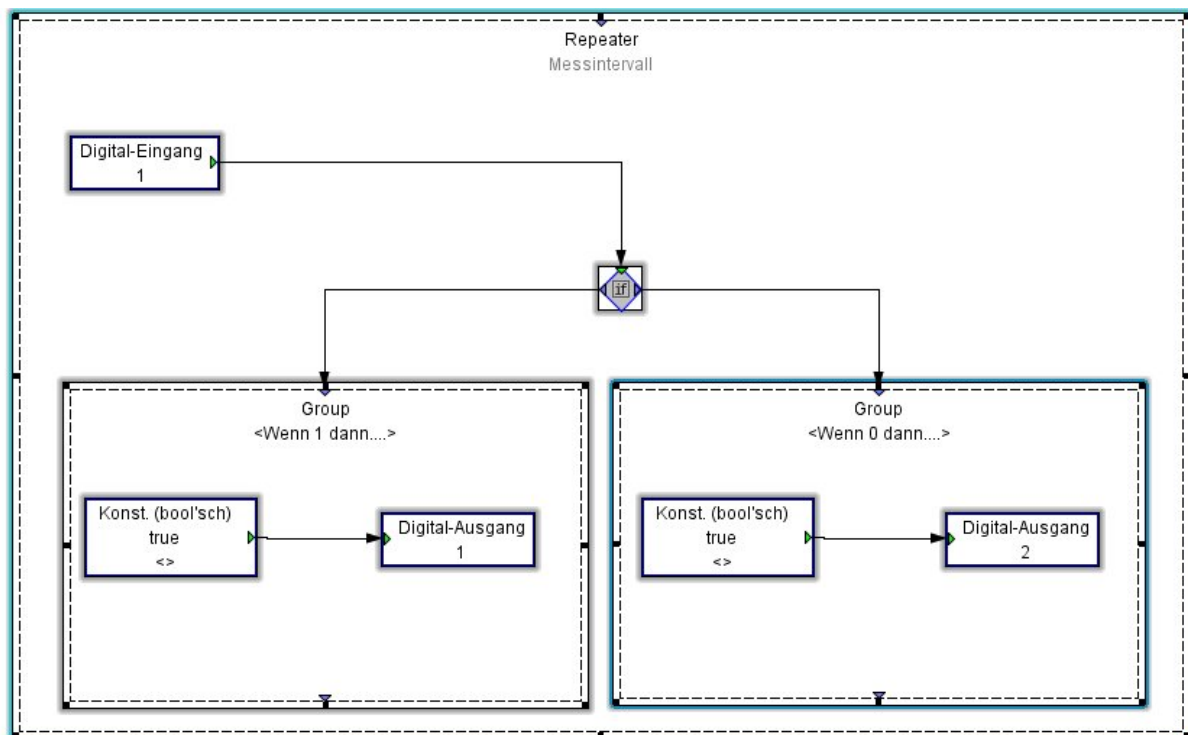 Repeater
Messintervall
Digital-Eingang
1
if
Group
<Wenn 1 dann....>
Konst. (bool'sch)
true
<>
Digital-Ausgang
1
Group
<Wenn 0 dann....>
Konst. (bool'sch)
true
<>
Digital-Ausgang
2